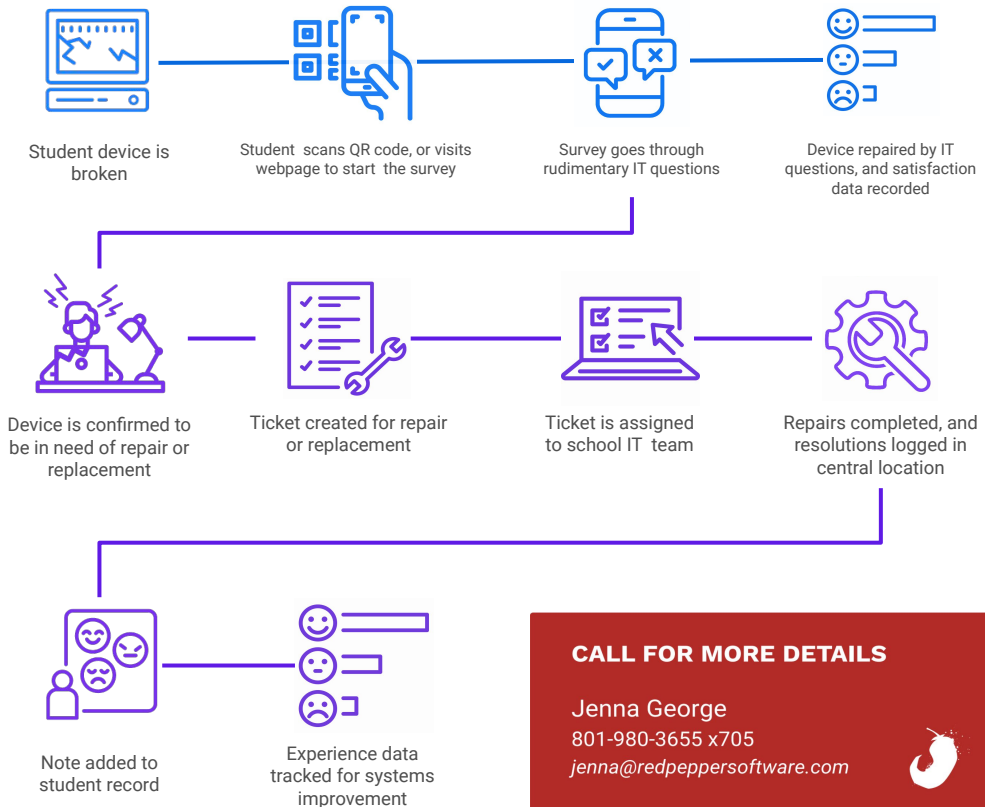 Student device is
broken
Student scans QR code, or visits
webpage to start the survey
Survey goes through
rudimentary IT questions
Device repaired by IT
questions, and satisfaction
data recorded
Device is confirmed to
be in need of repair or
replacement
Ticket created for repair
or replacement
Ticket is assigned
to school IT team
Repairs completed, and
resolutions logged in
central location
Note added to
student record
Experience data
tracked for systems
improvement
CALL FOR MORE DETAILS
Jenna George
801-980-3655 x705
jenna@redpeppersoftware.com